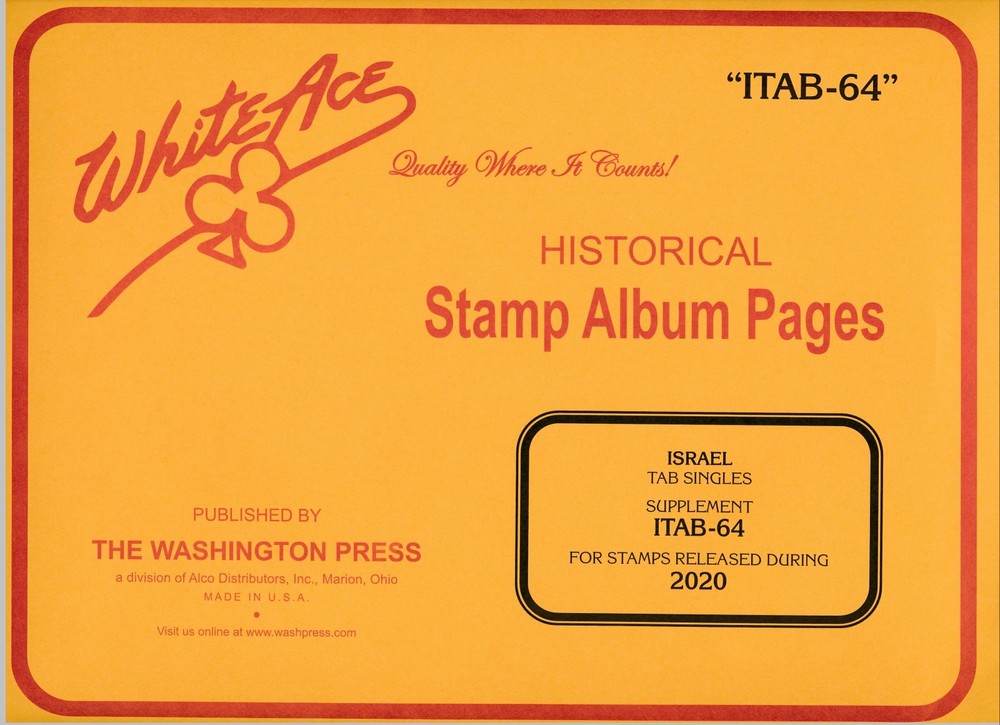 White Ace
"ITAB-64"
Quality Where It Counts!
HISTORICAL
Stamp Album Pages
ISRAEL
TAB SINGLES
SUPPLEMENT
ITAB-64
FOR STAMPS RELEASED DURING
2020
PUBLISHED BY
THE WASHINGTON PRESS
a division of Alco Distributors, Inc., Marion, Ohio
MADE IN U.S.A.
Visit us online at www.washpress.com